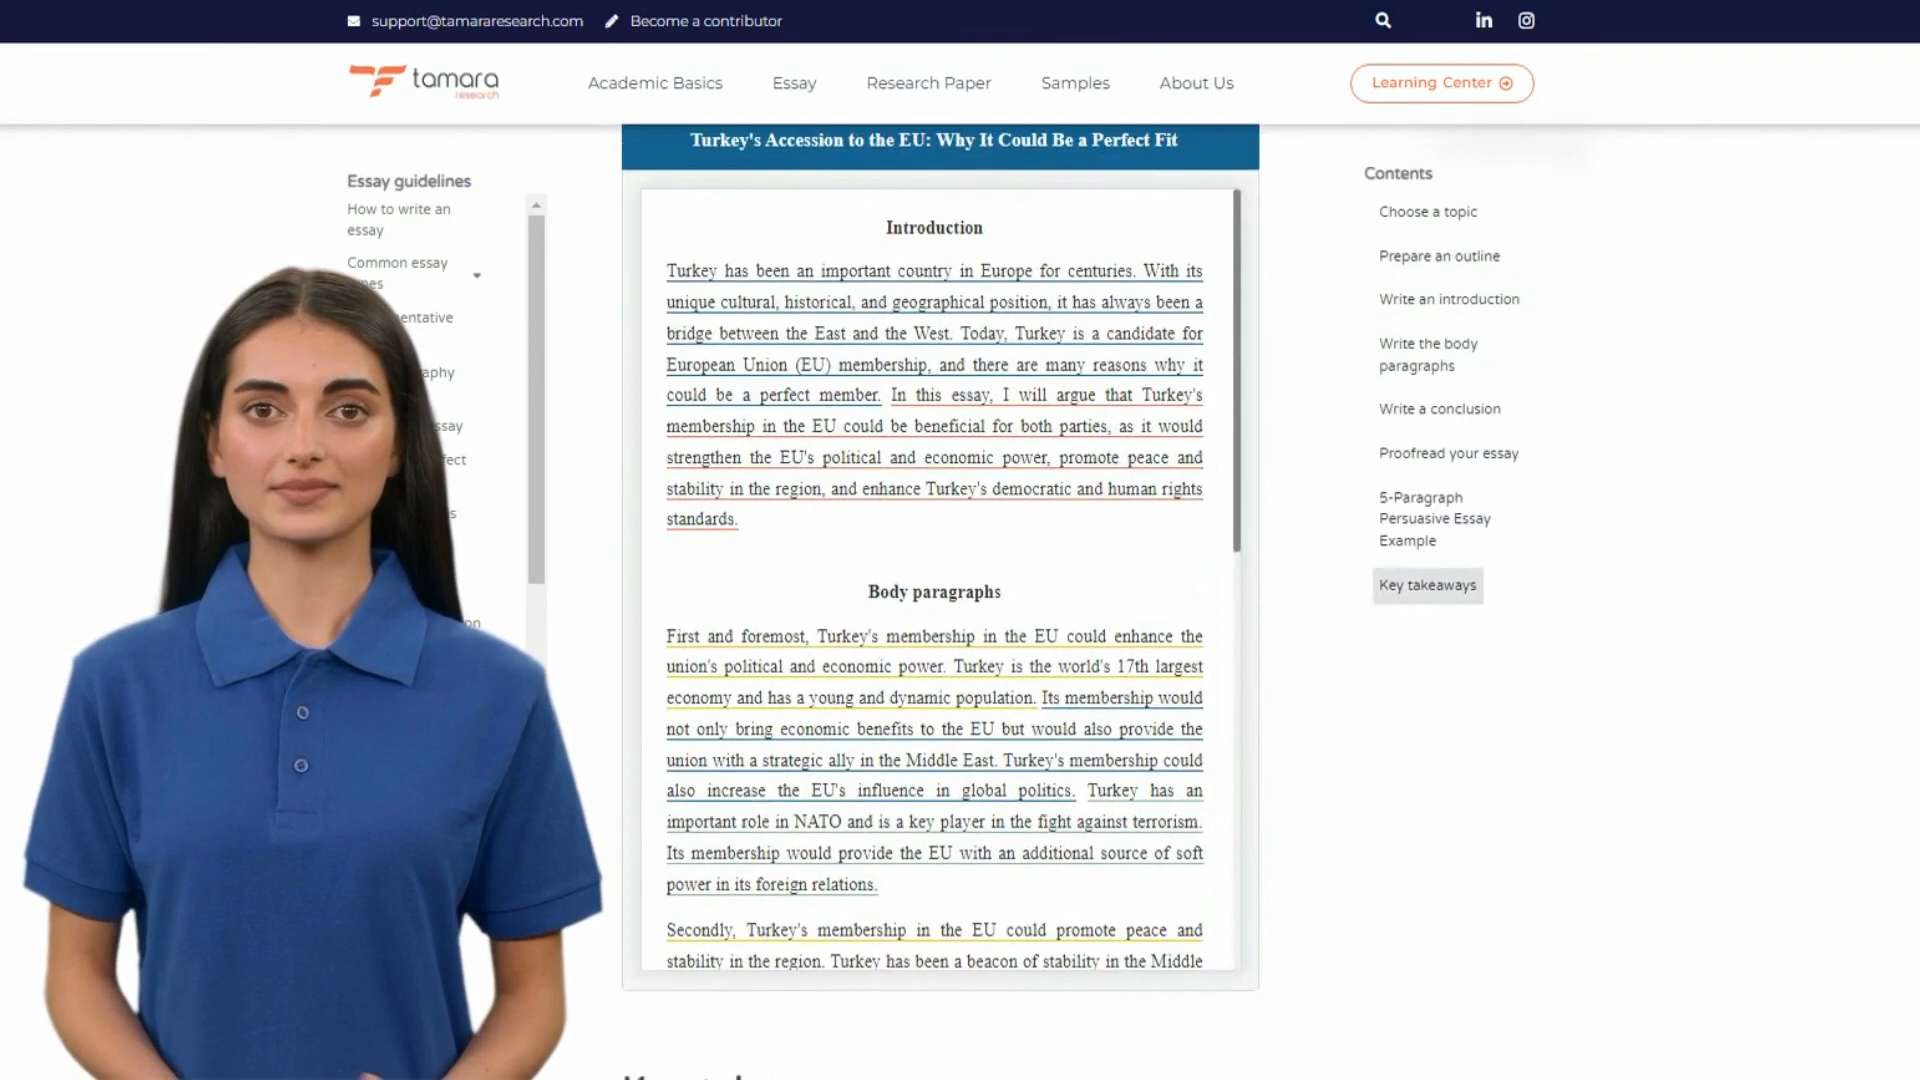 support@tamararesearch.com
Become a contributor
tamara
research
Academic Basics
Essay
Research Paper
Samples
About Us
Learning Center
Essay guidelines
How to write an
essay
Common essay
Turkey's Accession to the EU: Why It Could Be a Perfect Fit
Introduction
Turkey has been an important country in Europe for centuries. With its
unique cultural, historical, and geographical position, it has always been a
bridge between the East and the West. Today, Turkey is a candidate for
European Union (EU) membership, and there are many reasons why it
could be a perfect member. In this essay, I will argue that Turkey's
membership in the EU could be beneficial for both parties, as it would
strengthen the EU's political and economic power, promote peace and
stability in the region, and enhance Turkey's democratic and human rights
standards.
Body paragraphs
First and foremost, Turkey's membership in the EU could enhance the
union's political and economic power. Turkey is the world's 17th largest
economy and has a young and dynamic population. Its membership would
not only bring economic benefits to the EU but would also provide the
union with a strategic ally in the Middle East. Turkey's membership could
also increase the EU's influence in global politics. Turkey has an
important role in NATO and is a key player in the fight against terrorism.
Its membership would provide the EU with an additional source of soft
power in its foreign relations.
Secondly, Turkey's membership in the EU could promote peace and
stability in the region. Turkey has been a beacon of stability in the Middle
Contents
Choose a topic
Prepare an outline
Write an introduction
Write the body
paragraphs
Write a conclusion
Proofread your essay
5-Paragraph
Persuasive Essay
Example
Key takeaways